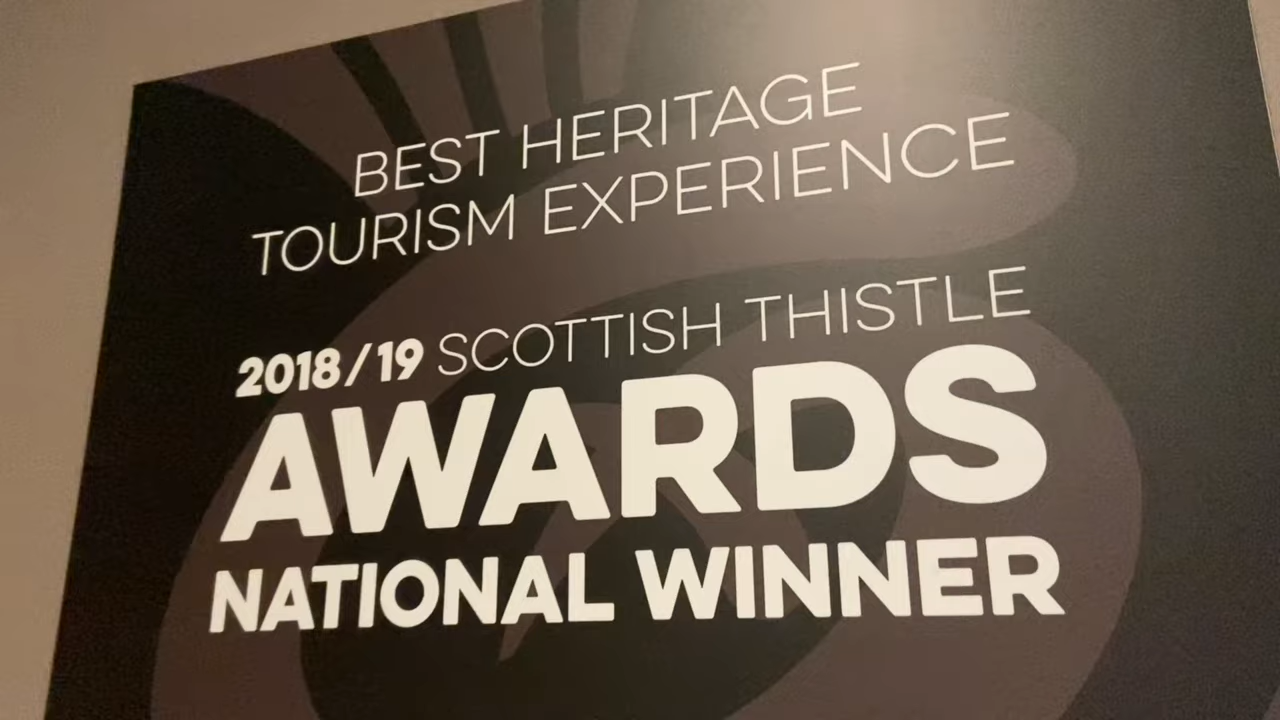 BEST HERITAGE
TOURISM EXPERIENCE
2018/19 SCOTTISH THISTLE
AWARDS
NATIONAL WINNER